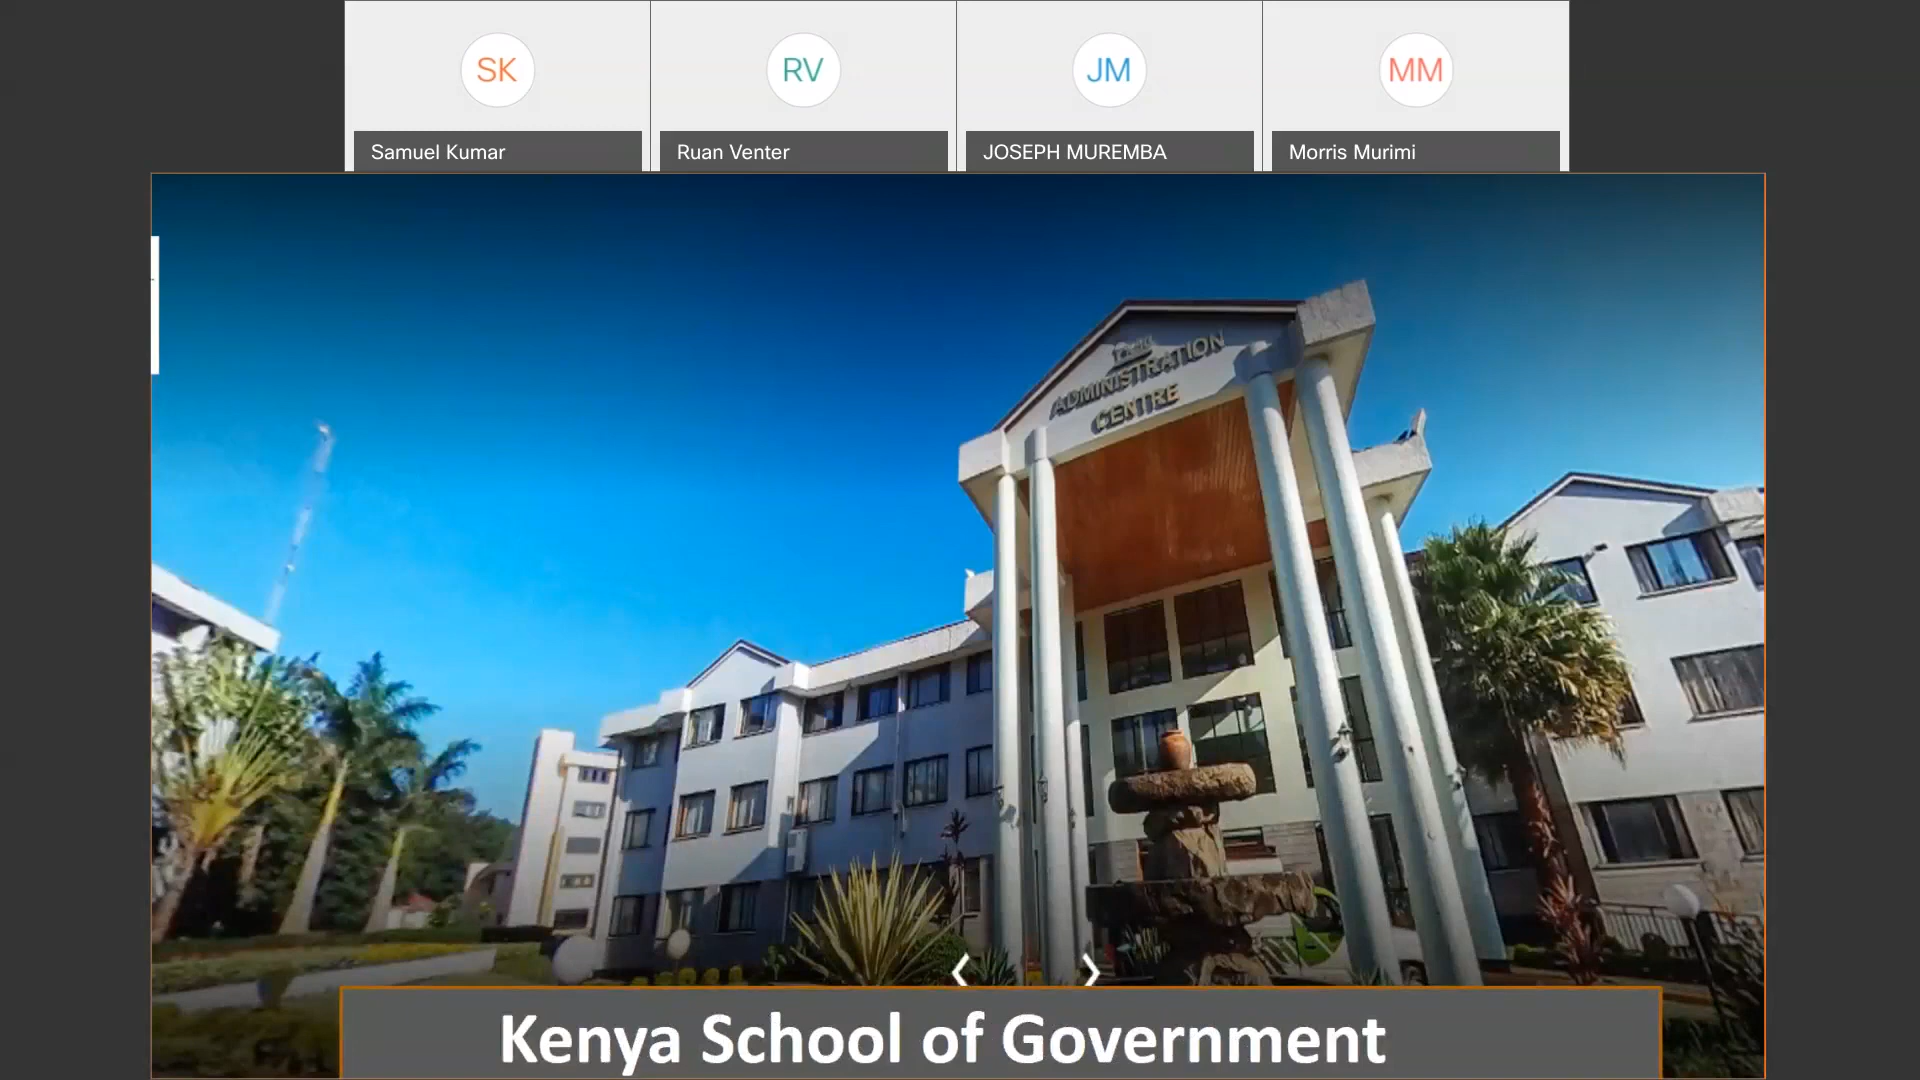 SK
RV
JM
MM
Samuel Kumar
Ruan Venter
JOSEPH MUREMBA
Morris Murimi
ADMINISTRATION
CENTRE
Kenya School of Government